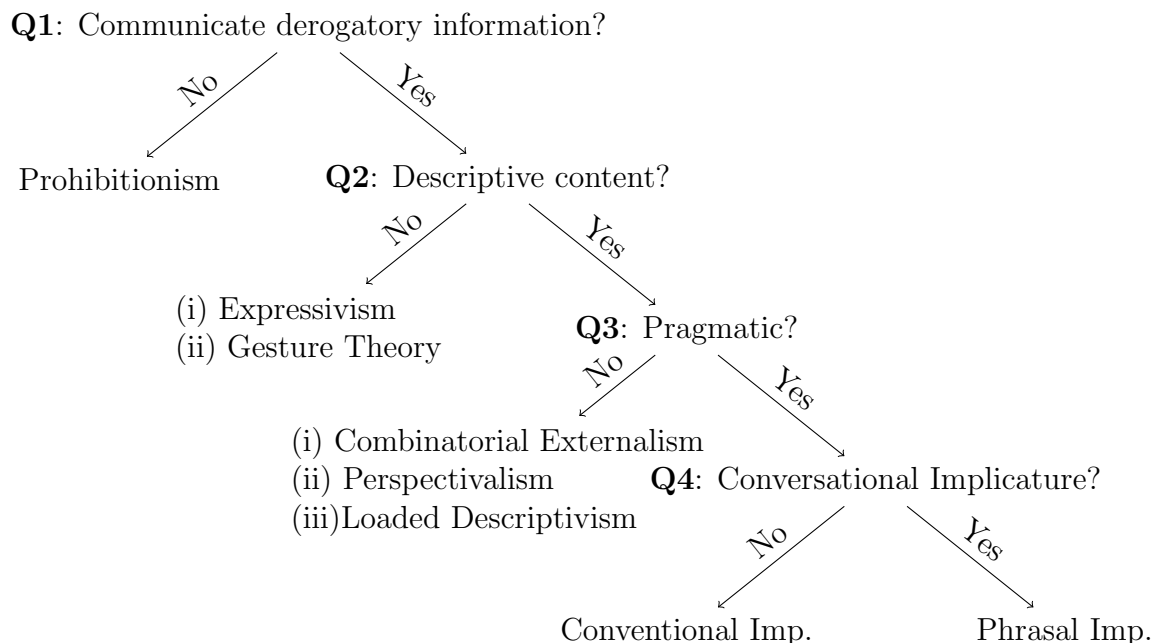 Q1: Communicate derogatory information?
No
Yes
Prohibitionism
Q2: Descriptive content?
No
Yes
(i) Expressivism
(ii) Gesture Theory
Q3: Pragmatic?
No
Yes
(i) Combinatorial Externalism
(ii) Perspectivalism
(iii)Loaded Descriptivism
Q4: Conversational Implicature?
No
Yes
Conventional Imp.
Phrasal Imp.